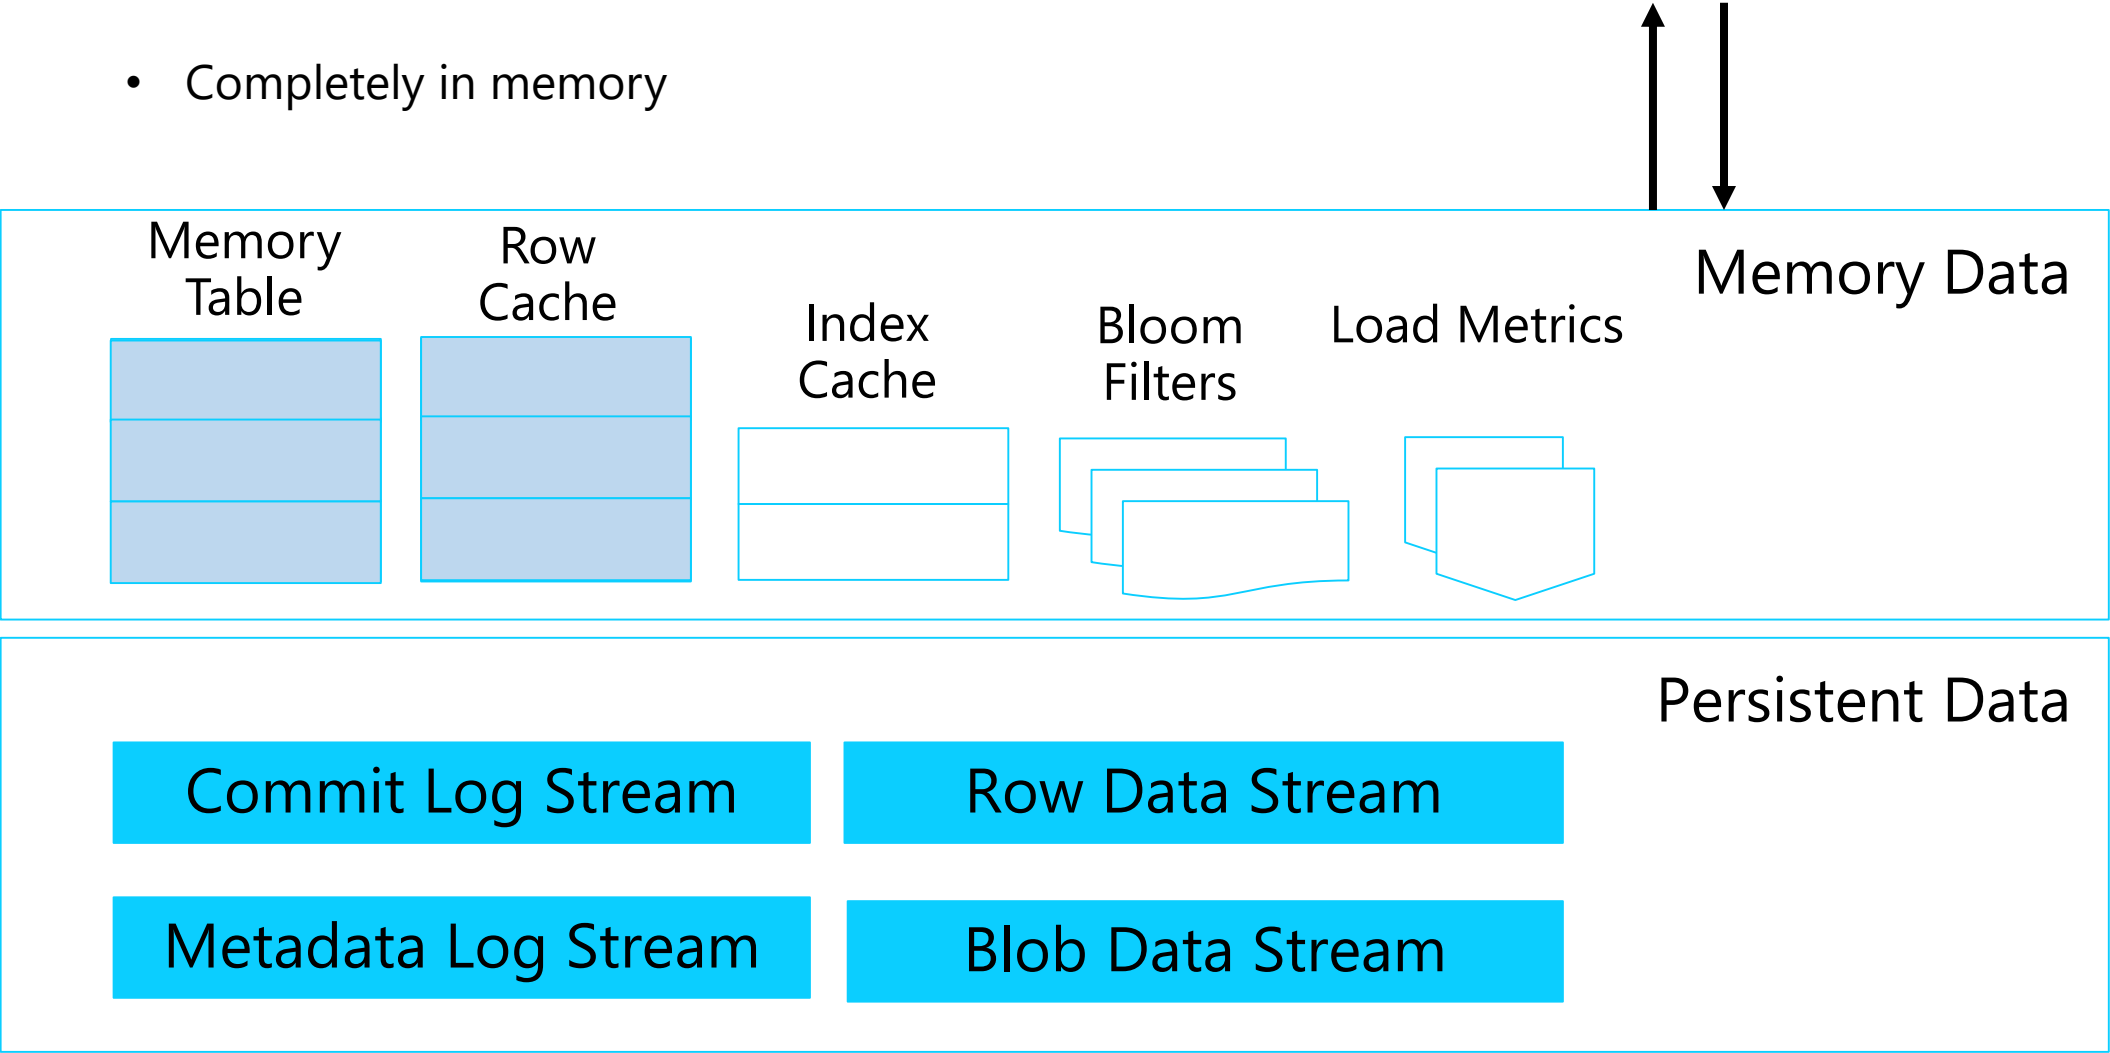 • Completely in memory
Memory
Table
Row
Cache
Index
Cache
Bloom
Filters
Load Metrics
Memory Data
Persistent Data
Commit Log Stream
Row Data Stream
Metadata Log Stream
Blob Data Stream